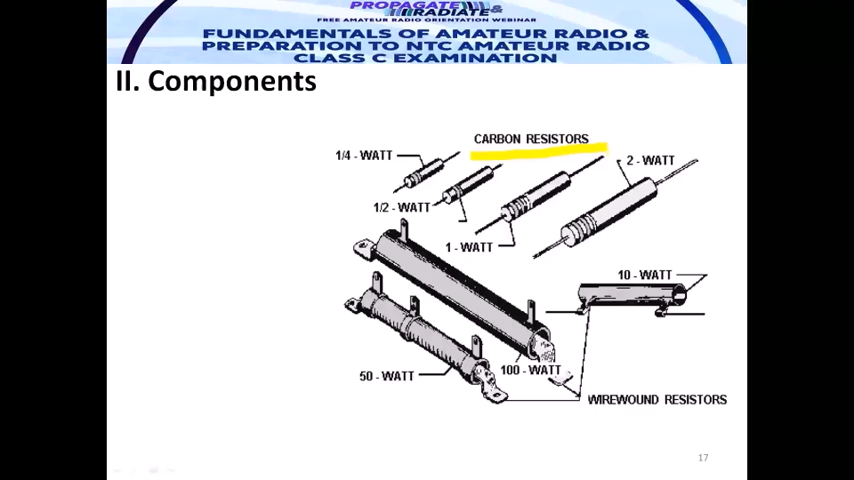 PROPAGATE &
RADIATE
FREE AMATEUR RADIO ORIENTATION WEBINAR
FUNDAMENTALS OF AMATEUR RADIO &
PREPARATION TO NTC AMATEUR RADIO
CLASS C EXAMINATION
II. Components
CARBON RESISTORS
1/4 - WATT
2 - WATT
1/2 - WATT
1 - WATT
10 - WATT
100 - WATT
50 - WATT
WIREWOUND RESISTORS
17